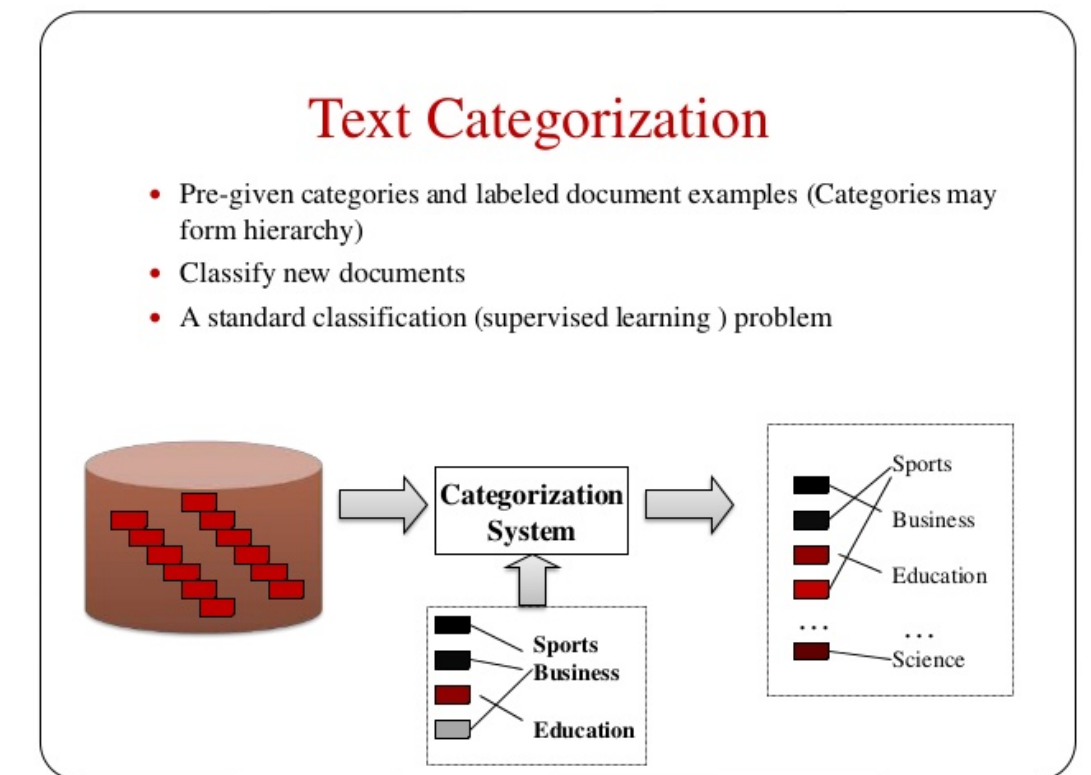 Text Categorization
• Pre-given categories and labeled document examples (Categories may
form hierarchy)
• Classify new documents
• A standard classification (supervised learning ) problem
Categorization
System
Sports
Business
Education
Sports
Business
Education
... ...
Science